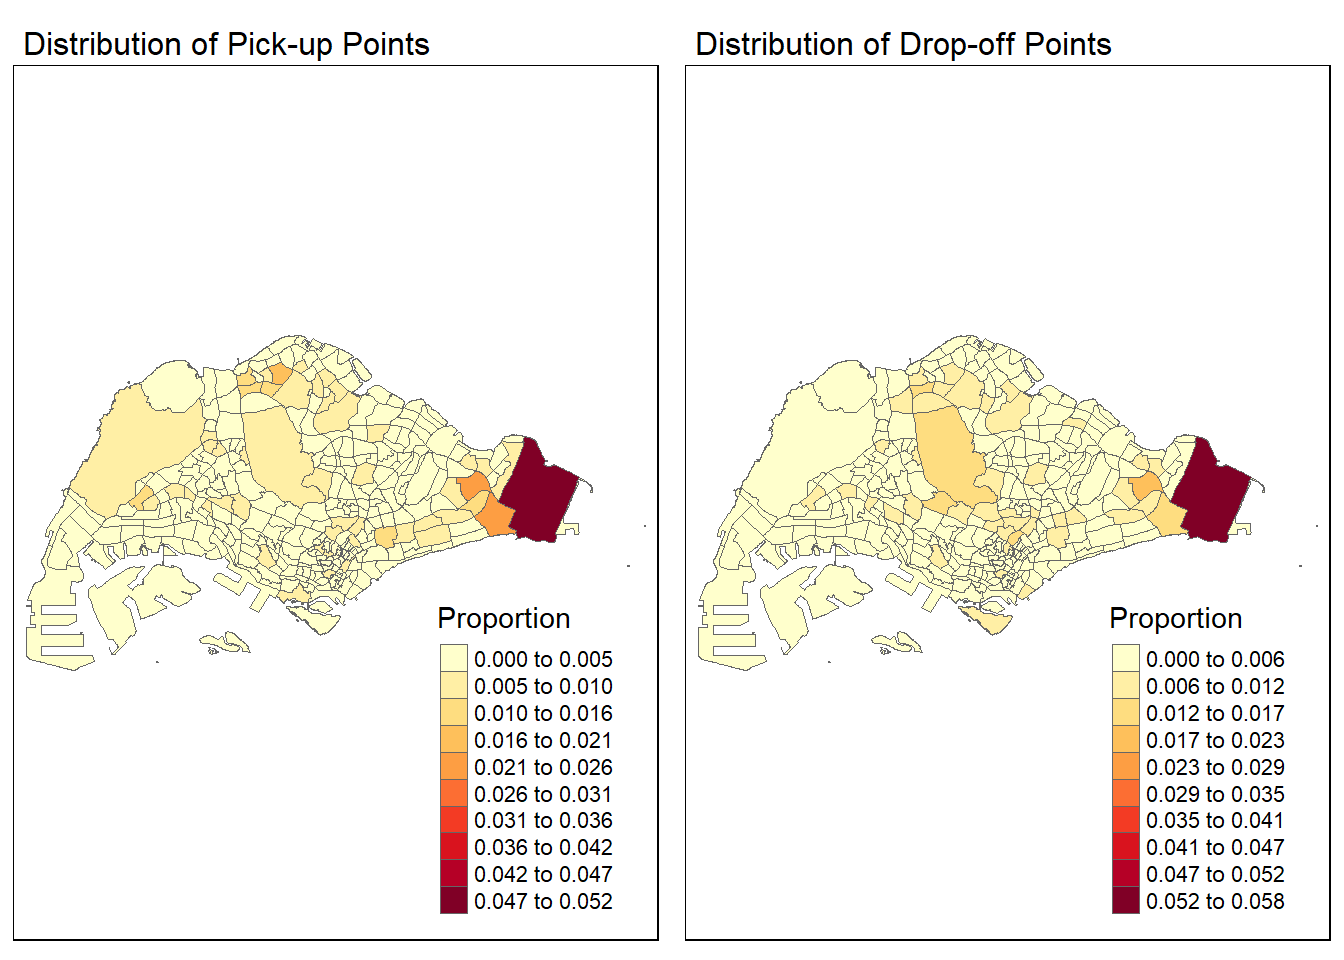 Distribution of Pick-up Points
Proportion
0.000 to 0.005
0.005 to 0.010
0.010 to 0.016
0.016 to 0.021
0.021 to 0.026
0.026 to 0.031
0.031 to 0.036
0.036 to 0.042
0.042 to 0.047
0.047 to 0.052
Distribution of Drop-off Points
Proportion
0.000 to 0.006
0.006 to 0.012
0.012 to 0.017
0.017 to 0.023
0.023 to 0.029
0.029 to 0.035
0.035 to 0.041
0.041 to 0.047
0.047 to 0.052
0.052 to 0.058